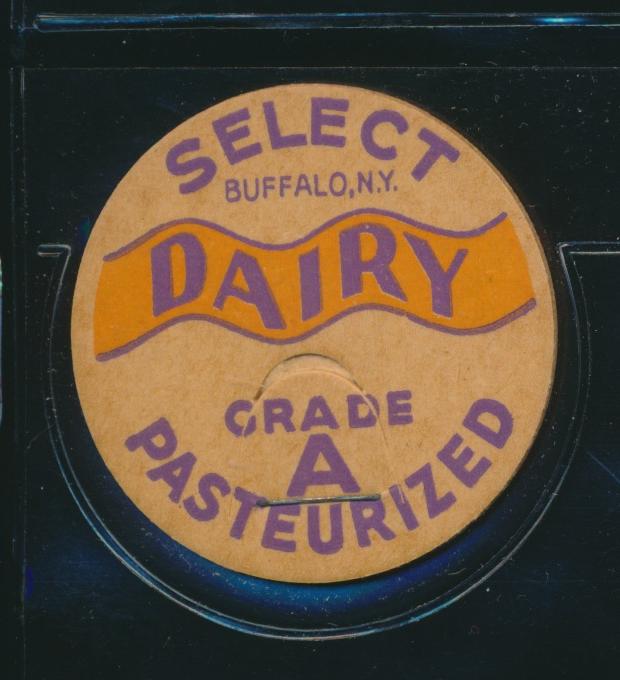 SELECT
BUFFALO, N.Y.
DAIRY
GRADE
A
PASTEURIZED